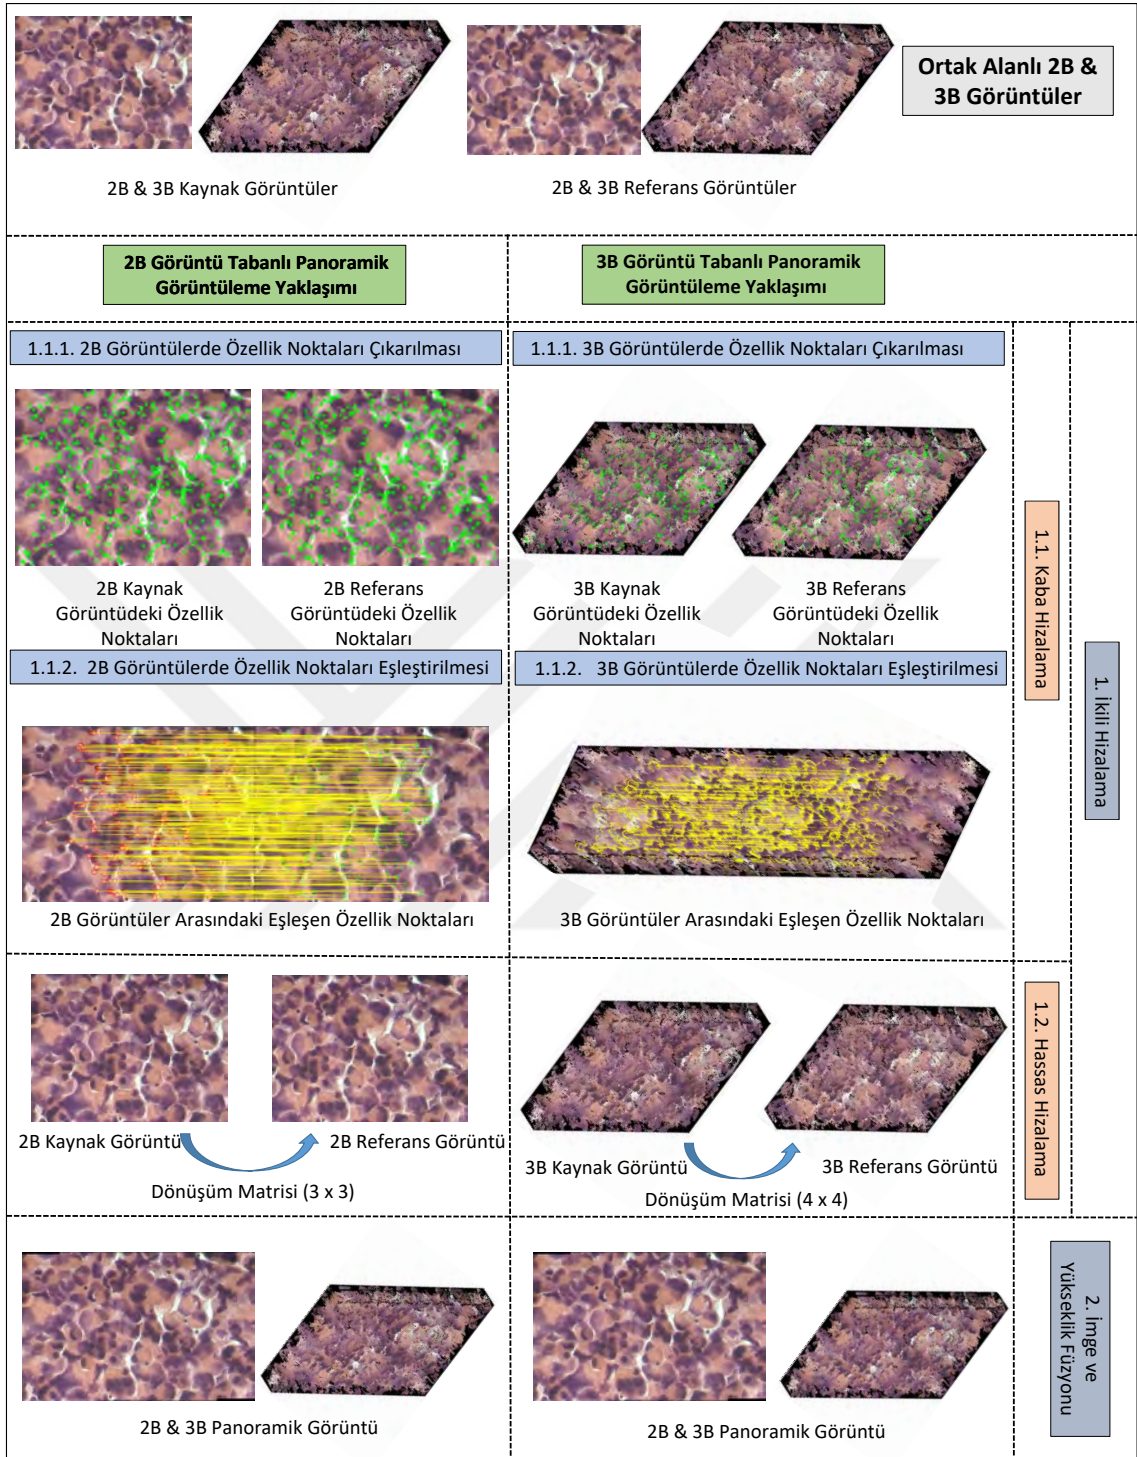 Ortak Alanlı 2B &
3B Görüntüler
2B & 3B Kaynak Görüntüler
2B & 3B Referans Görüntüler
2B Görüntü Tabanlı Panoramik
Görüntüleme Yaklaşımı
3B Görüntü Tabanlı Panoramik
Görüntüleme Yaklaşımı
1.1.1. 2B Görüntülerde Özellik Noktaları Çıkarılması
1.1.1. 3B Görüntülerde Özellik Noktaları Çıkarılması
2B Kaynak
Görüntüdeki Özellik
Noktaları
2B Referans
Görüntüdeki Özellik
Noktaları
3B Kaynak
Görüntüdeki Özellik
Noktaları
3B Referans
Görüntüdeki Özellik
Noktaları
1.1. Kaba Hizalama
1. İkili Hizalama
1.1.2. 2B Görüntülerde Özellik Noktaları Eşleştirilmesi
1.1.2. 3B Görüntülerde Özellik Noktaları Eşleştirilmesi
2B Görüntüler Arasındaki Eşleşen Özellik Noktaları
3B Görüntüler Arasındaki Eşleşen Özellik Noktaları
2B Kaynak Görüntü
2B Referans Görüntü
Dönüşüm Matrisi (3 x 3)
3B Kaynak Görüntü
3B Referans Görüntü
Dönüşüm Matrisi (4 x 4)
1.2. Hassas Hizalama
2B & 3B Panoramik Görüntü
2B & 3B Panoramik Görüntü
2. İmge ve
Yükseklik Füzyonu